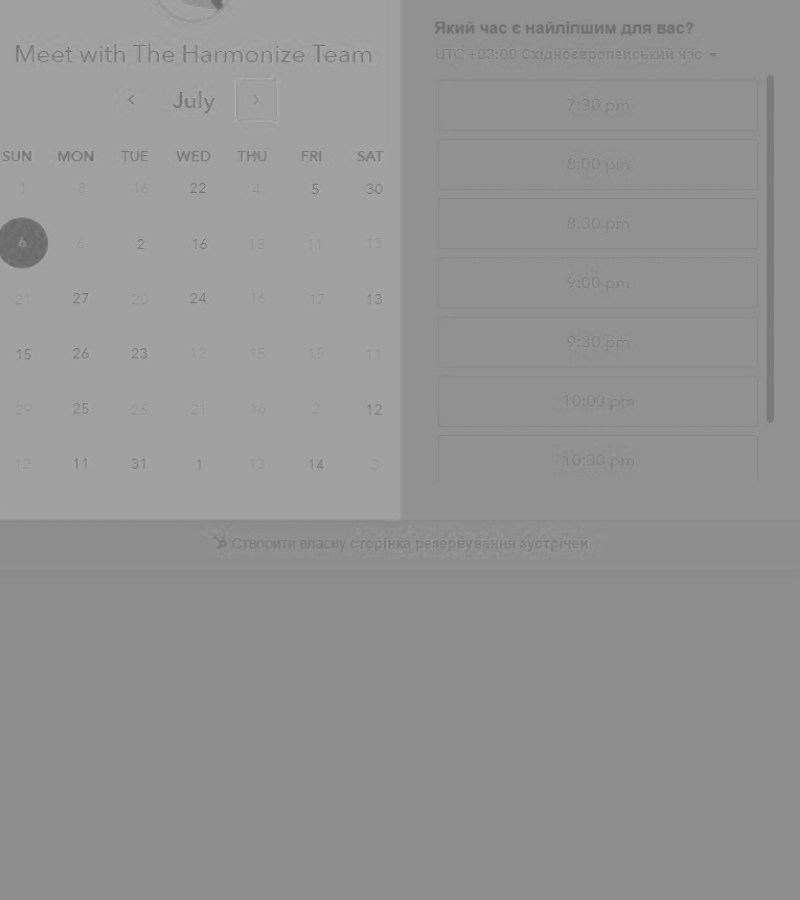 Meet with The Harmonize Team
July
SUN MON TUE WED THU FRI SAT
1 8 16 22 4 5 30
6 6 2 16 18 11 13
21 27 20 24 16 17 13
15 26 23 12 15 15 11
29 25 25 21 16 2 12
12 11 31 1 13 14 3
Який час є найліпшим для вас?
UTC +03:00 Східноєвропейський час
7:30 pm
8:00 pm
8:30 pm
9:00 pm
9:30 pm
10:00 pm
10:30 pm
Створити власну сторінка резервування зустрічей